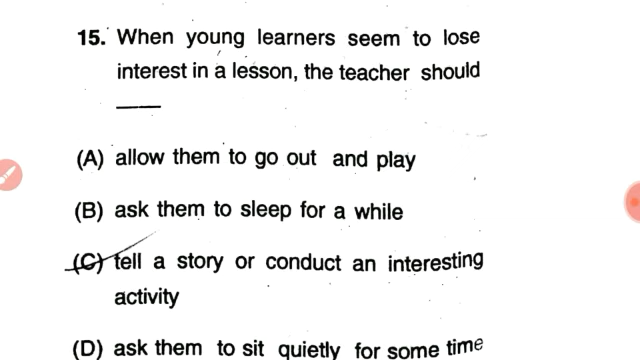 15. When young learners seem to lose
interest in a lesson, the teacher should
____
(A) allow them to go out and play
(B) ask them to sleep for a while
(C) tell a story or conduct an interesting
activity
(D) ask them to sit quietly for some time